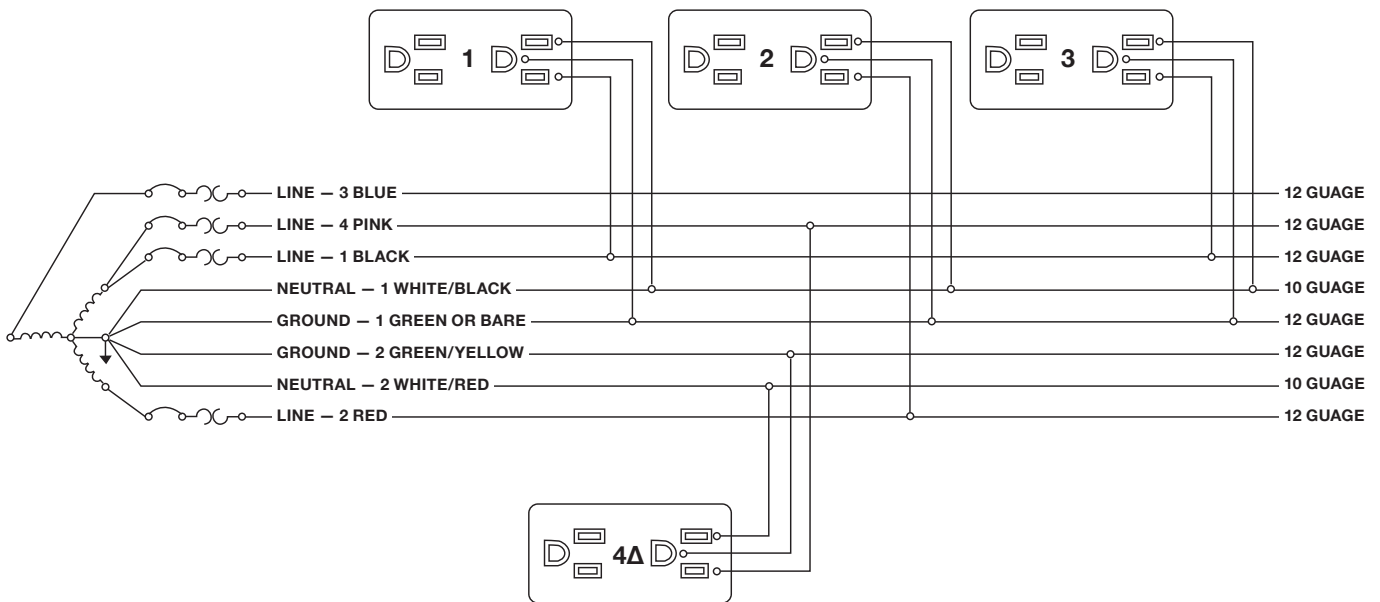 1 2 3
LINE – 3 BLUE 12 GUAGE
LINE – 4 PINK 12 GUAGE
LINE – 1 BLACK 12 GUAGE
NEUTRAL – 1 WHITE/BLACK 10 GUAGE
GROUND – 1 GREEN OR BARE 12 GUAGE
GROUND – 2 GREEN/YELLOW 12 GUAGE
NEUTRAL – 2 WHITE/RED 10 GUAGE
LINE – 2 RED 12 GUAGE
4Δ